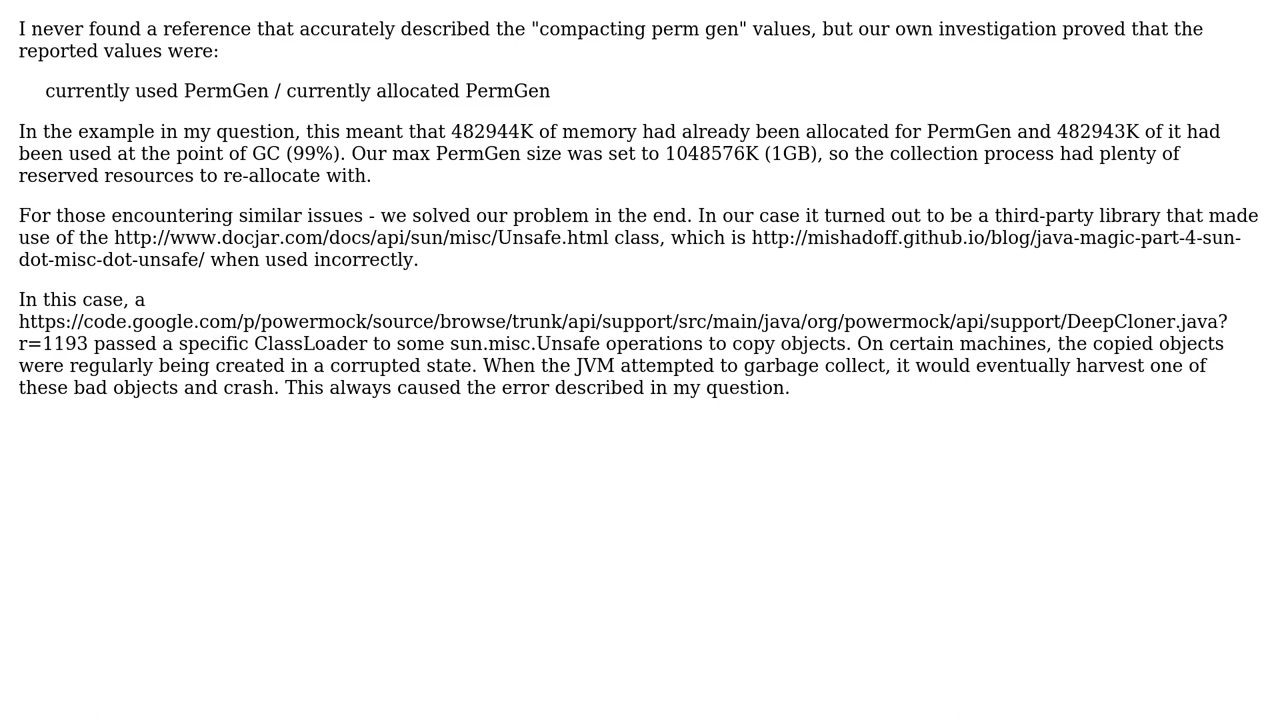 I never found a reference that accurately described the "compacting perm gen" values, but our own investigation proved that the
reported values were:
currently used PermGen / currently allocated PermGen
In the example in my question, this meant that 482944K of memory had already been allocated for PermGen and 482943K of it had
been used at the point of GC (99%). Our max PermGen size was set to 1048576K (1GB), so the collection process had plenty of
reserved resources to re-allocate with.
For those encountering similar issues - we solved our problem in the end. In our case it turned out to be a third-party library that made
use of the http://www.docjar.com/docs/api/sun/misc/Unsafe.html class, which is http://mishadoff.github.io/blog/java-magic-part-4-sun-
dot-misc-dot-unsafe/ when used incorrectly.
In this case, a
https://code.google.com/p/powermock/source/browse/trunk/api/support/src/main/java/org/powermock/api/support/DeepCloner.java?
r=1193 passed a specific ClassLoader to some sun.misc.Unsafe operations to copy objects. On certain machines, the copied objects
were regularly being created in a corrupted state. When the JVM attempted to garbage collect, it would eventually harvest one of
these bad objects and crash. This always caused the error described in my question.